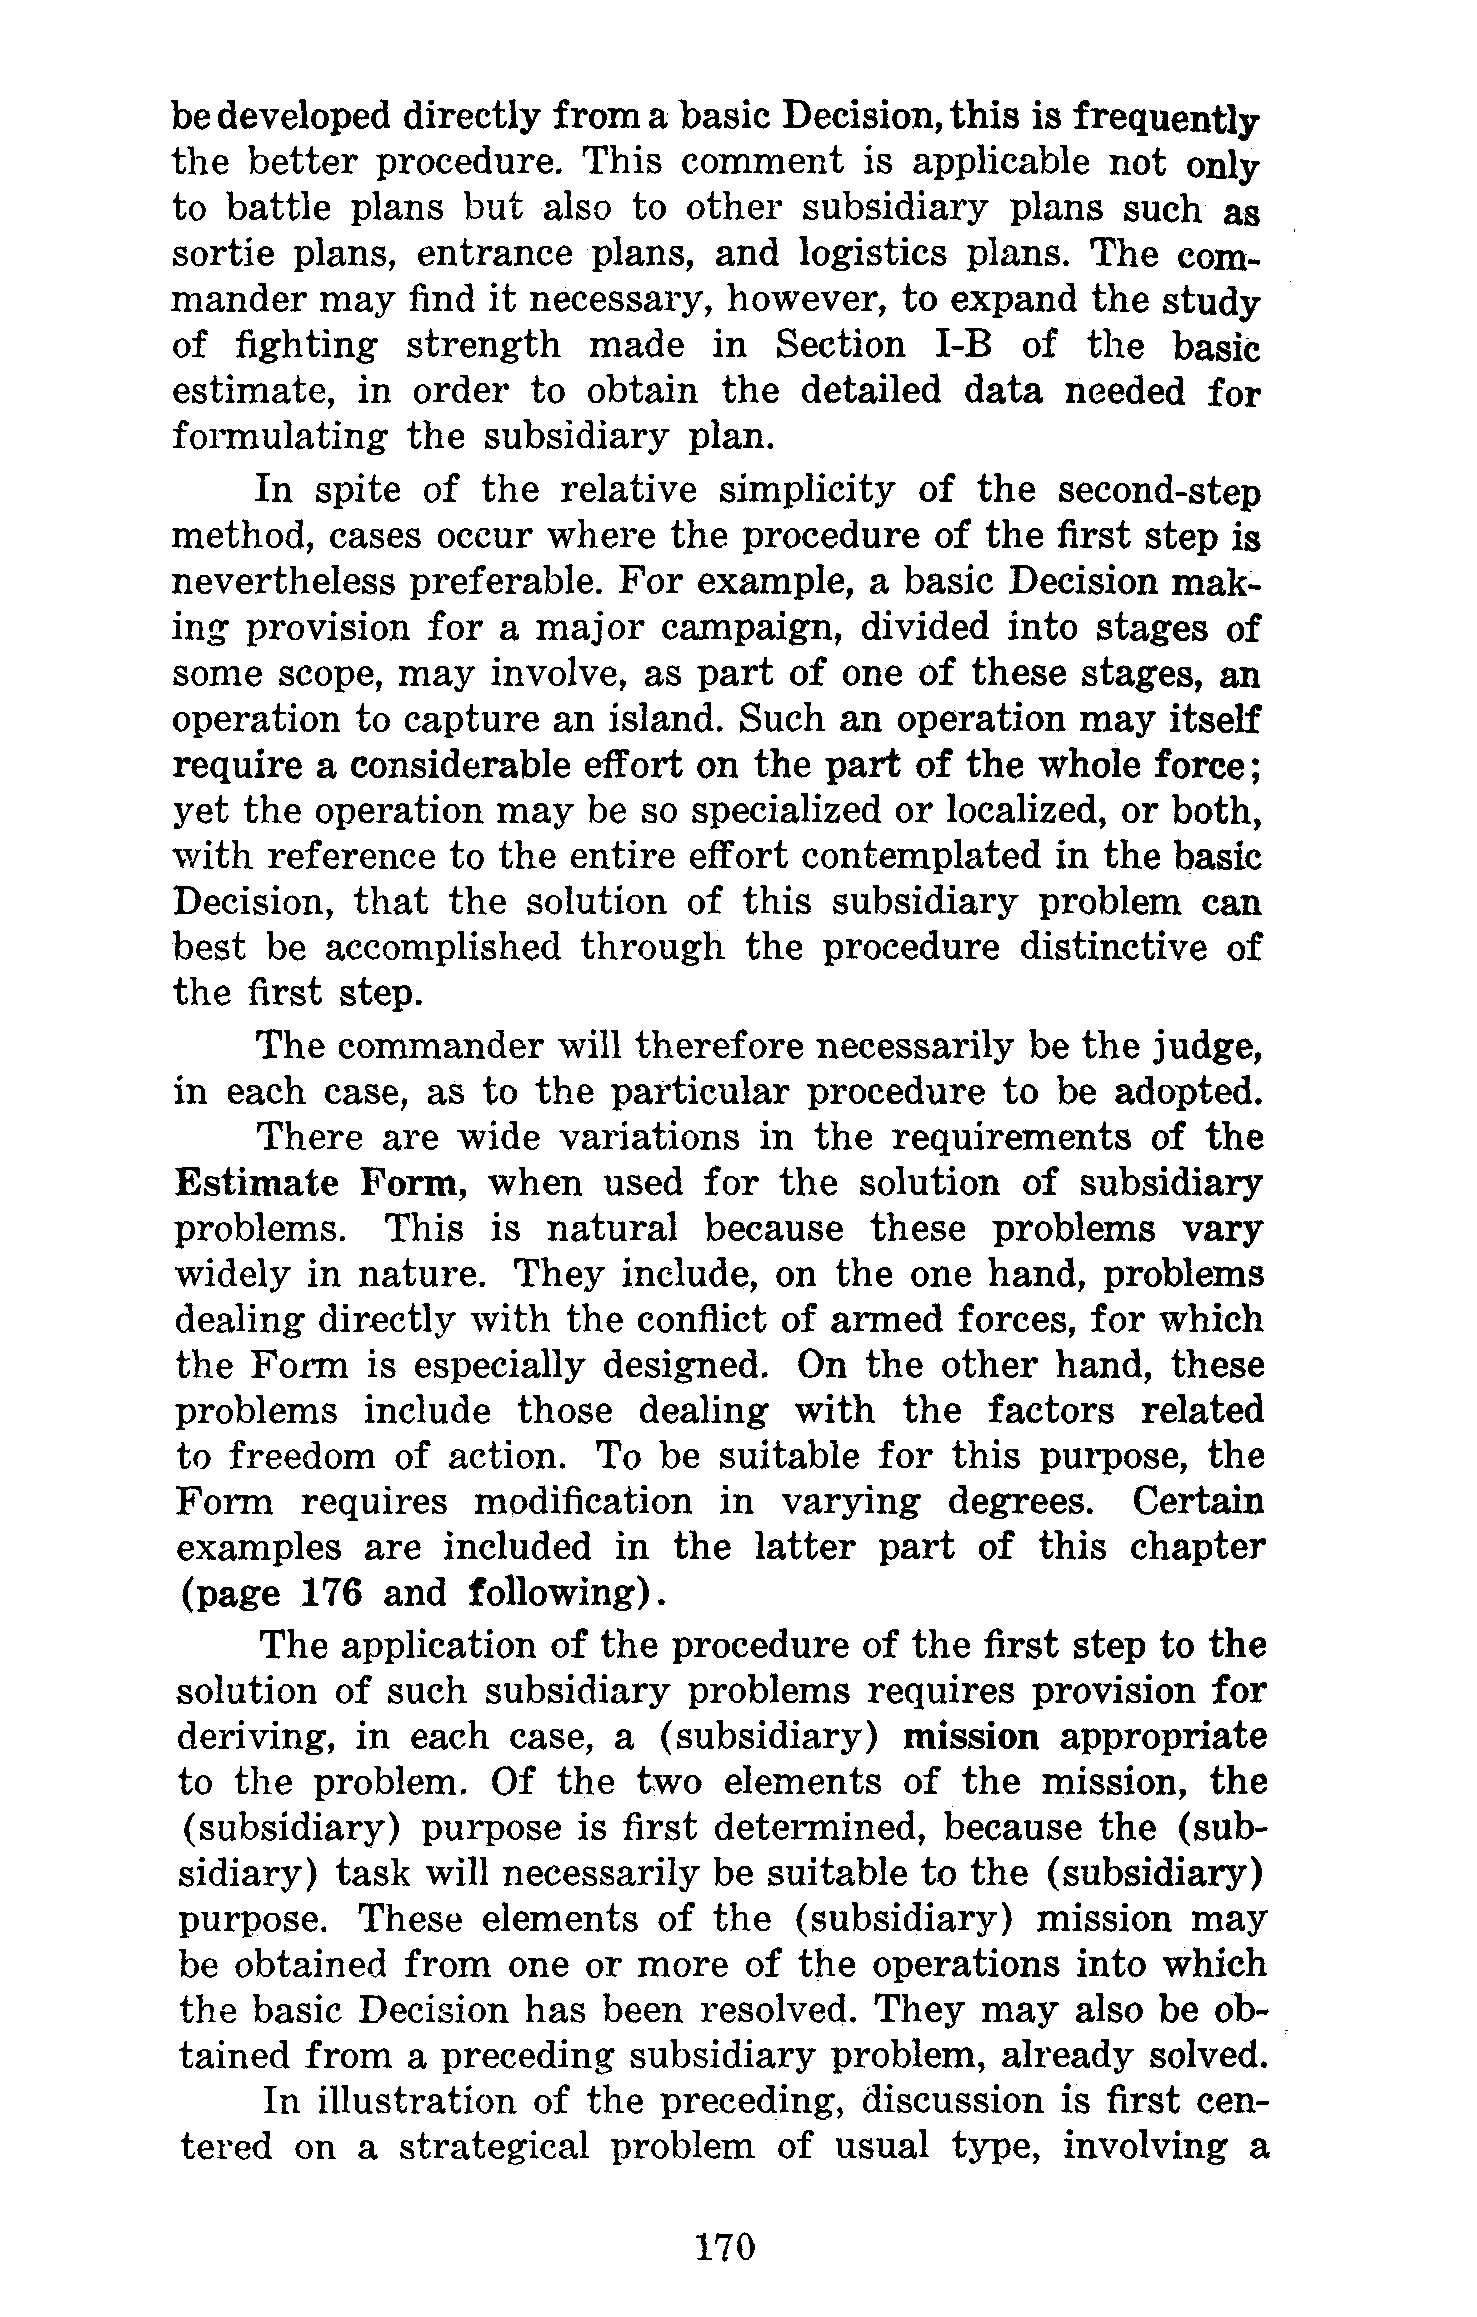 be developed directly from a basic Decision, this is frequently
the better procedure. This comment is applicable not only
to battle plans but also to other subsidiary plans such as
sortie plans, entrance plans, and logistics plans. The com-
mander may find it necessary, however, to expand the study
of fighting strength made in Section I-B of the basic
estimate, in order to obtain the detailed data needed for
formulating the subsidiary plan.
In spite of the relative simplicity of the second-step
method, cases occur where the procedure of the first step is
nevertheless preferable. For example, a basic Decision mak-
ing provision for a major campaign, divided into stages of
some scope, may involve, as part of one of these stages, an
operation to capture an island. Such an operation may itself
require a considerable effort on the part of the whole force;
yet the operation may be so specialized or localized, or both,
with reference to the entire effort contemplated in the basic
Decision, that the solution of this subsidiary problem can
best be accomplished through the procedure distinctive of
the first step.
The commander will therefore necessarily be the judge,
in each case, as to the particular procedure to be adopted.
There are wide variations in the requirements of the
Estimate Form, when used for the solution of subsidiary
problems. This is natural because these problems vary
widely in nature. They include, on the one hand, problems
dealing directly with the conflict of armed forces, for which
the Form is especially designed. On the other hand, these
problems include those dealing with the factors related
to freedom of action. To be suitable for this purpose, the
Form requires modification in varying degrees. Certain
examples are included in the latter part of this chapter
(page 176 and following).
The application of the procedure of the first step to the
solution of such subsidiary problems requires provision for
deriving, in each case, a (subsidiary) mission appropriate
to the problem. Of the two elements of the mission, the
(subsidiary) purpose is first determined, because the (sub-
sidiary) task will necessarily be suitable to the (subsidiary)
purpose. These elements of the (subsidiary) mission may
be obtained from one or more of the operations into which
the basic Decision has been resolved. They may also be ob-
tained from a preceding subsidiary problem, already solved.
In illustration of the preceding, discussion is first cen-
tered on a strategical problem of usual type, involving a
170